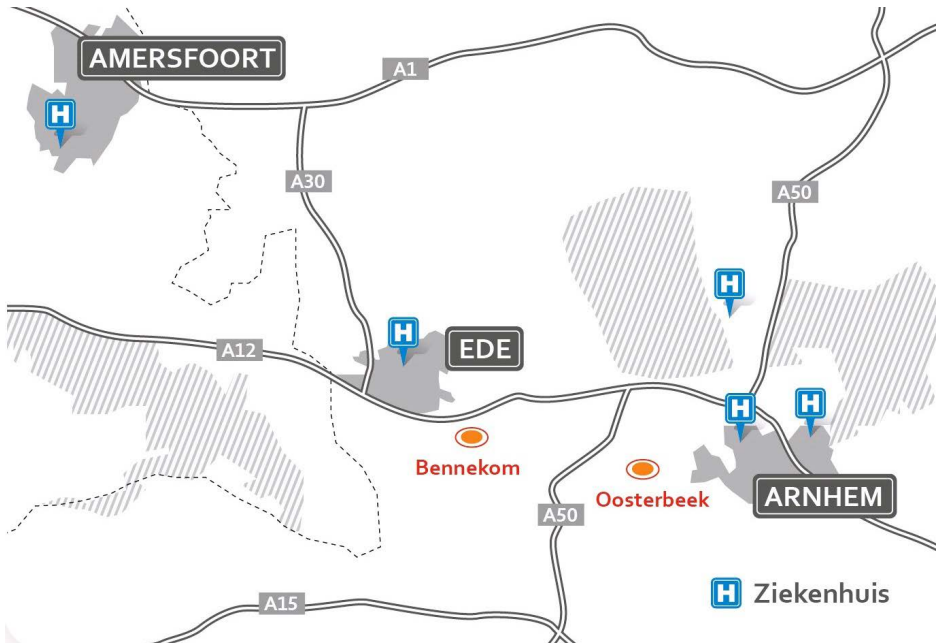 AMERSFOORT
A1
H
A30
A50
H
H
EDE
A12
H
H
Bennekom
Oosterbeek
ARNHEM
A50
H
Ziekenhuis
A15